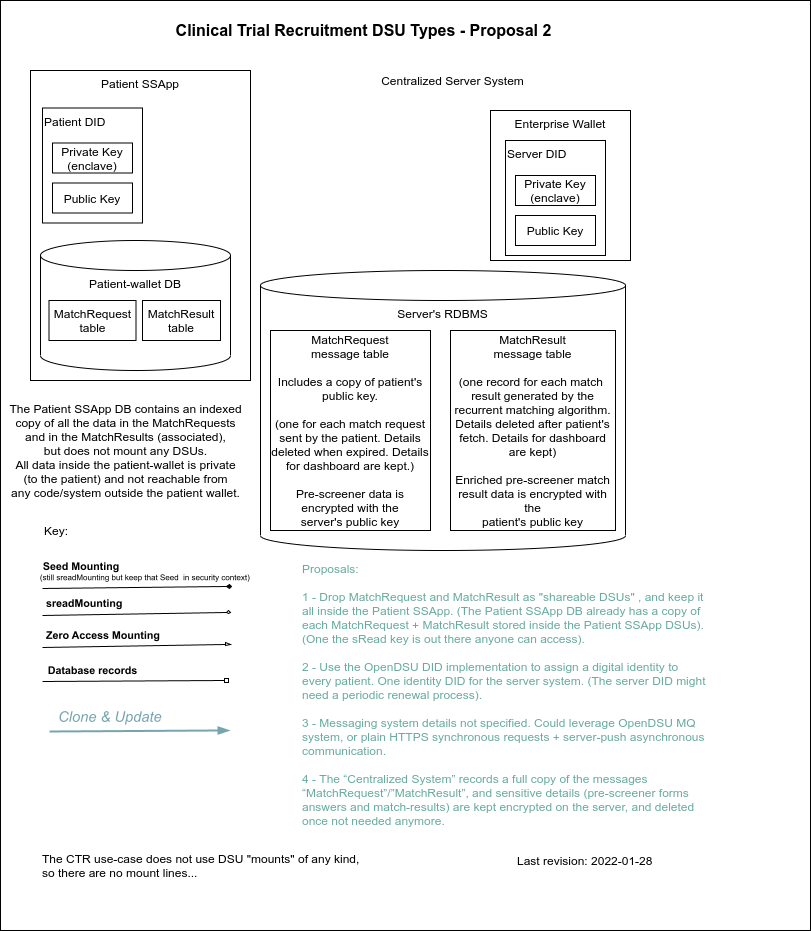 Clinical Trial Recruitment DSU Types - Proposal 2
Patient SSApp
Patient DID
Private Key
(enclave)
Public Key
Patient-wallet DB
MatchRequest
table
MatchResult
table
Centralized Server System
Enterprise Wallet
Server DID
Private Key
(enclave)
Public Key
Server's RDBMS
MatchRequest
message table
Includes a copy of patient's
public key.
(one for each match request
sent by the patient. Details
deleted when expired. Details
for dashboard are kept.)
Pre-screener data is
encrypted with the
server's public key
MatchResult
message table
(one record for each match
result generated by the
recurrent matching algorithm.
Details deleted after patient's
fetch. Details for dashboard
are kept)
Enriched pre-screener match
result data is encrypted with
the
patient's public key
The Patient SSApp DB contains an indexed
copy of all the data in the MatchRequests
and in the MatchResults (associated),
but does not mount any DSUs.
All data inside the patient-wallet is private
(to the patient) and not reachable from
any code/system outside the patient wallet.
Key:
Seed Mounting
(still sreadMounting but keep that Seed in security context)
sreadMounting
Zero Access Mounting
Database records
Clone & Update
Proposals:
1 - Drop MatchRequest and MatchResult as "shareable DSUs" , and keep it
all inside the Patient SSApp. (The Patient SSApp DB already has a copy of
each MatchRequest + MatchResult stored inside the Patient SSApp DSUs).
(One the sRead key is out there anyone can access).
2 - Use the OpenDSU DID implementation to assign a digital identity to
every patient. One identity DID for the server system. (The server DID might
need a periodic renewal process).
3 - Messaging system details not specified. Could leverage OpenDSU MQ
system, or plain HTTPS synchronous requests + server-push asynchronous
communication.
4 - The “Centralized System” records a full copy of the messages
“MatchRequest”/”MatchResult”, and sensitive details (pre-screener forms
answers and match-results) are kept encrypted on the server, and deleted
once not needed anymore.
The CTR use-case does not use DSU "mounts" of any kind,
so there are no mount lines...
Last revision: 2022-01-28